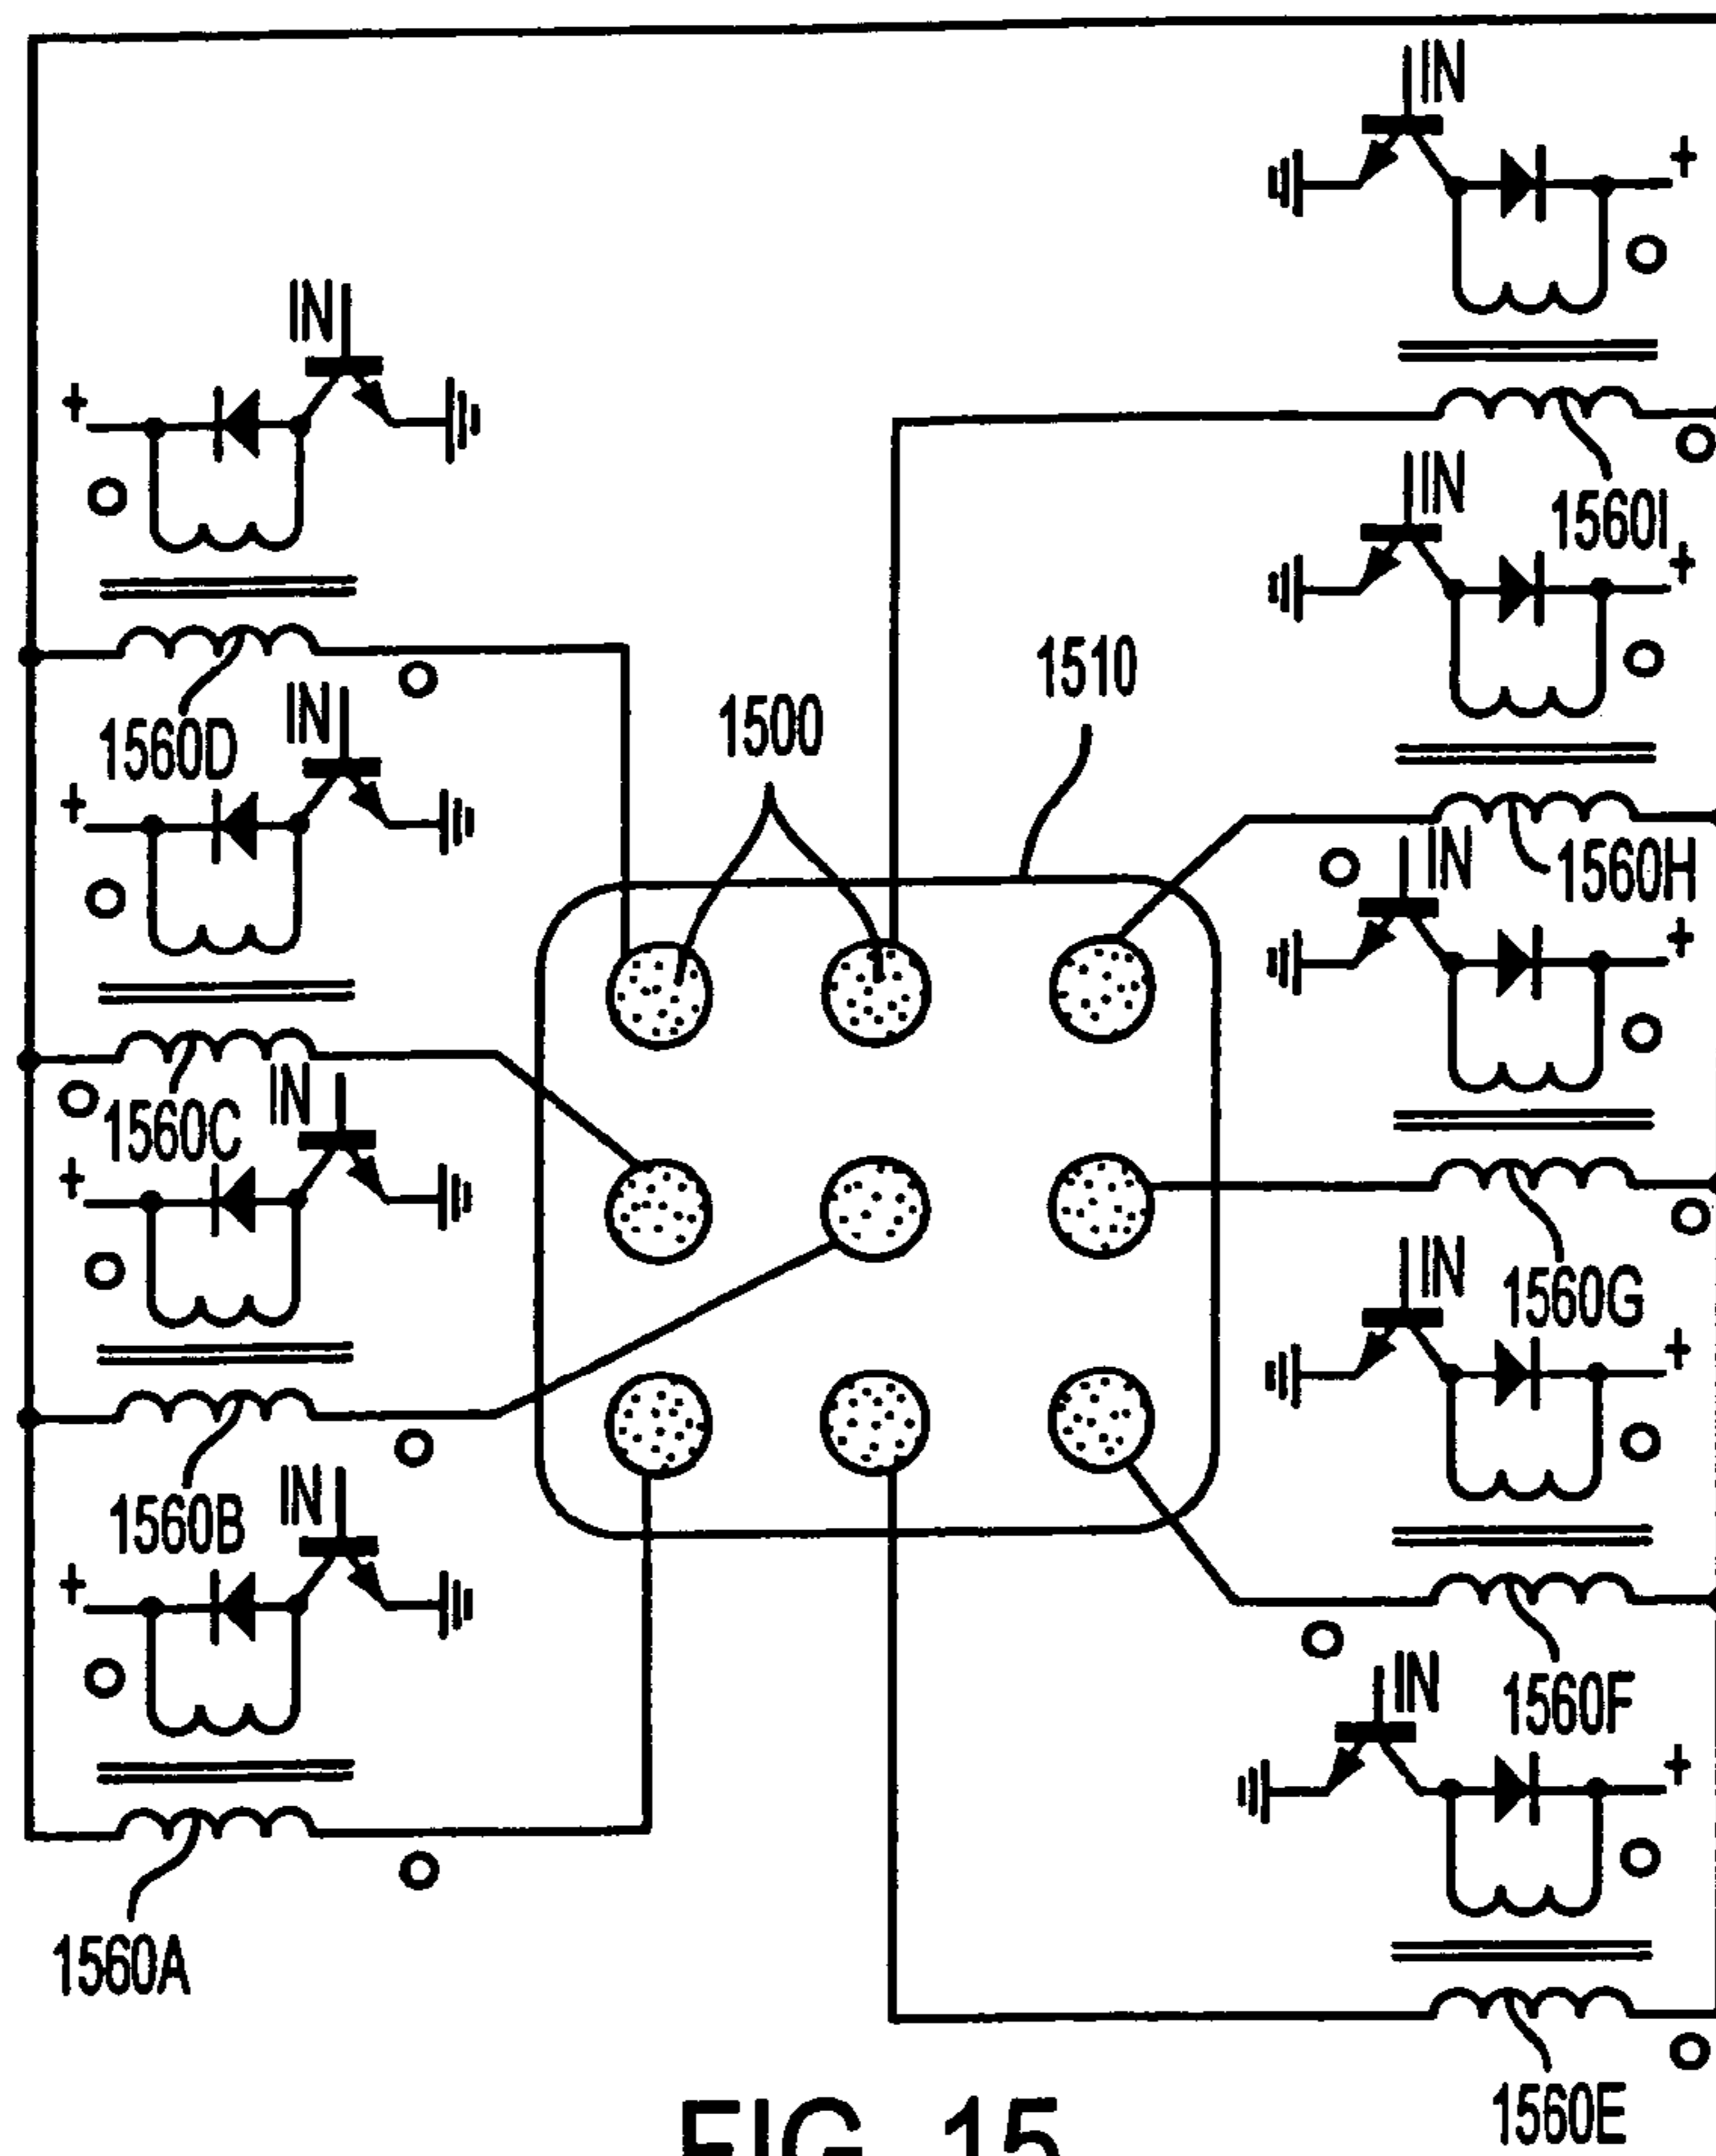 IN
+
IN
+
1560I
IN
+
1510
1500
1560D
IN
+
1560H
IN
+
1560C
IN
+
1560G
IN
+
1560B
IN
+
1560F
IN
+
1560A
1560E
FIG. 15